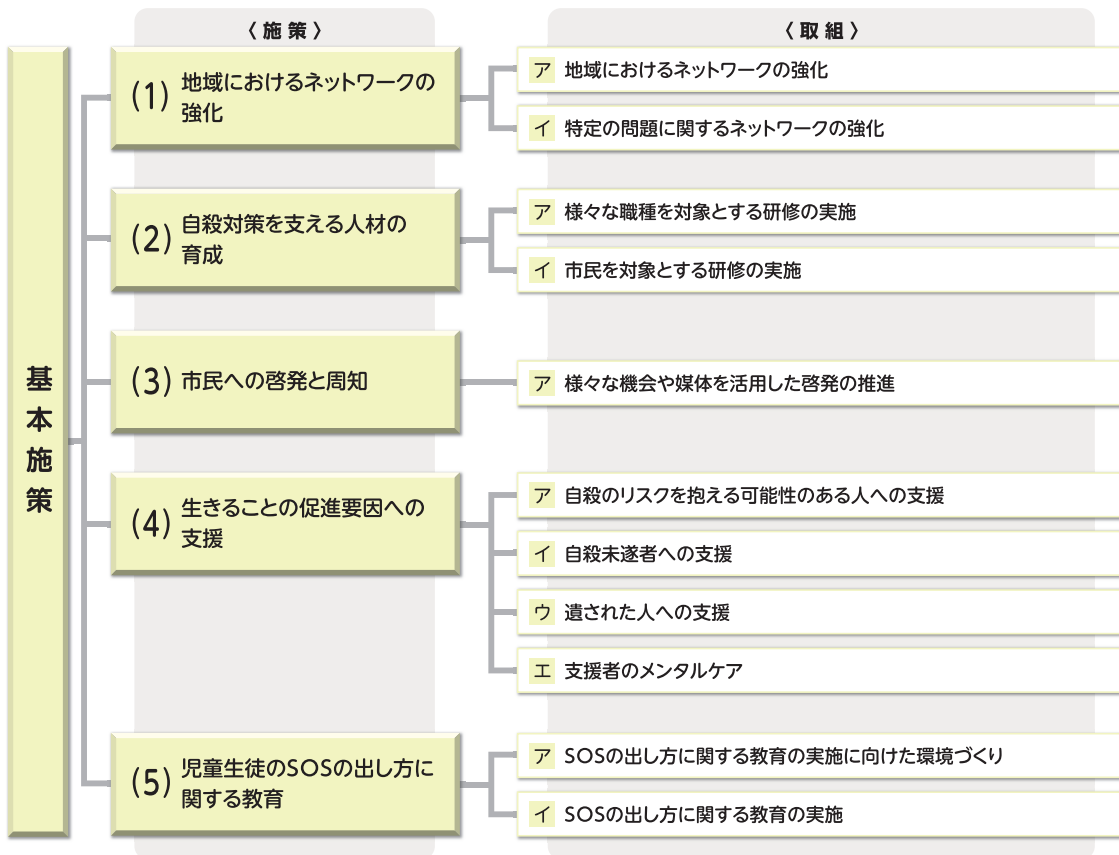 〈 施 策 〉
〈 取 組 〉
基本施策
(1) 地域におけるネットワークの
強化
ア 地域におけるネットワークの強化
イ 特定の問題に関するネットワークの強化
(2) 自殺対策を支える人材の
育成
ア 様々な職種を対象とする研修の実施
イ 市民を対象とする研修の実施
(3) 市民への啓発と周知
ア 様々な機会や媒体を活用した啓発の推進
(4) 生きることの促進要因への
支援
ア 自殺のリスクを抱える可能性のある人への支援
イ 自殺未遂者への支援
ウ 遺された人への支援
エ 支援者のメンタルケア
(5) 児童生徒のSOSの出し方に
関する教育
ア SOSの出し方に関する教育の実施に向けた環境づくり
イ SOSの出し方に関する教育の実施